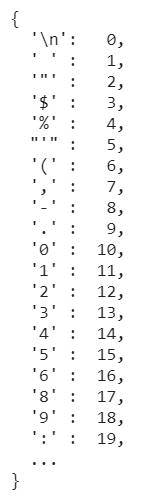 {
  '\n':   0,
  ' ' :   1,
  '"' :   2,
  '$' :   3,
  '%' :   4,
  "'" :   5,
  '(' :   6,
  ',' :   7,
  '-' :   8,
  '.' :   9,
  '0' :  10,
  '1' :  11,
  '2' :  12,
  '3' :  13,
  '4' :  14,
  '5' :  15,
  '6' :  16,
  '8' :  17,
  '9' :  18,
  ':' :  19,
  ...
}